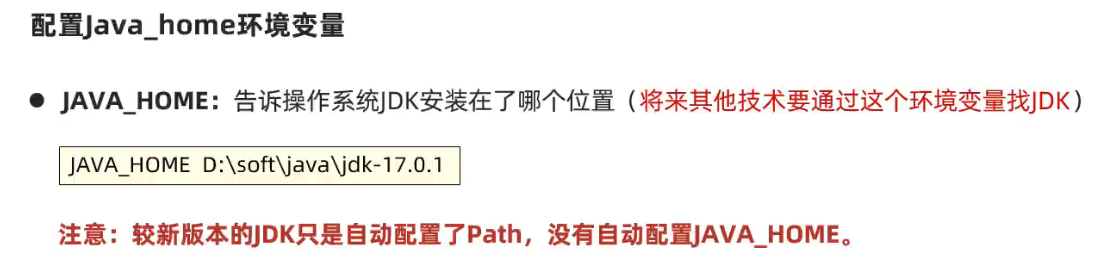 配置Java_home环境变量
● JAVA_HOME：告诉操作系统JDK安装在了哪个位置（将来其他技术要通过这个环境变量找JDK）
JAVA_HOME D:\soft\java\jdk-17.0.1
注意：较新版本的JDK只是自动配置了Path，没有自动配置JAVA_HOME。